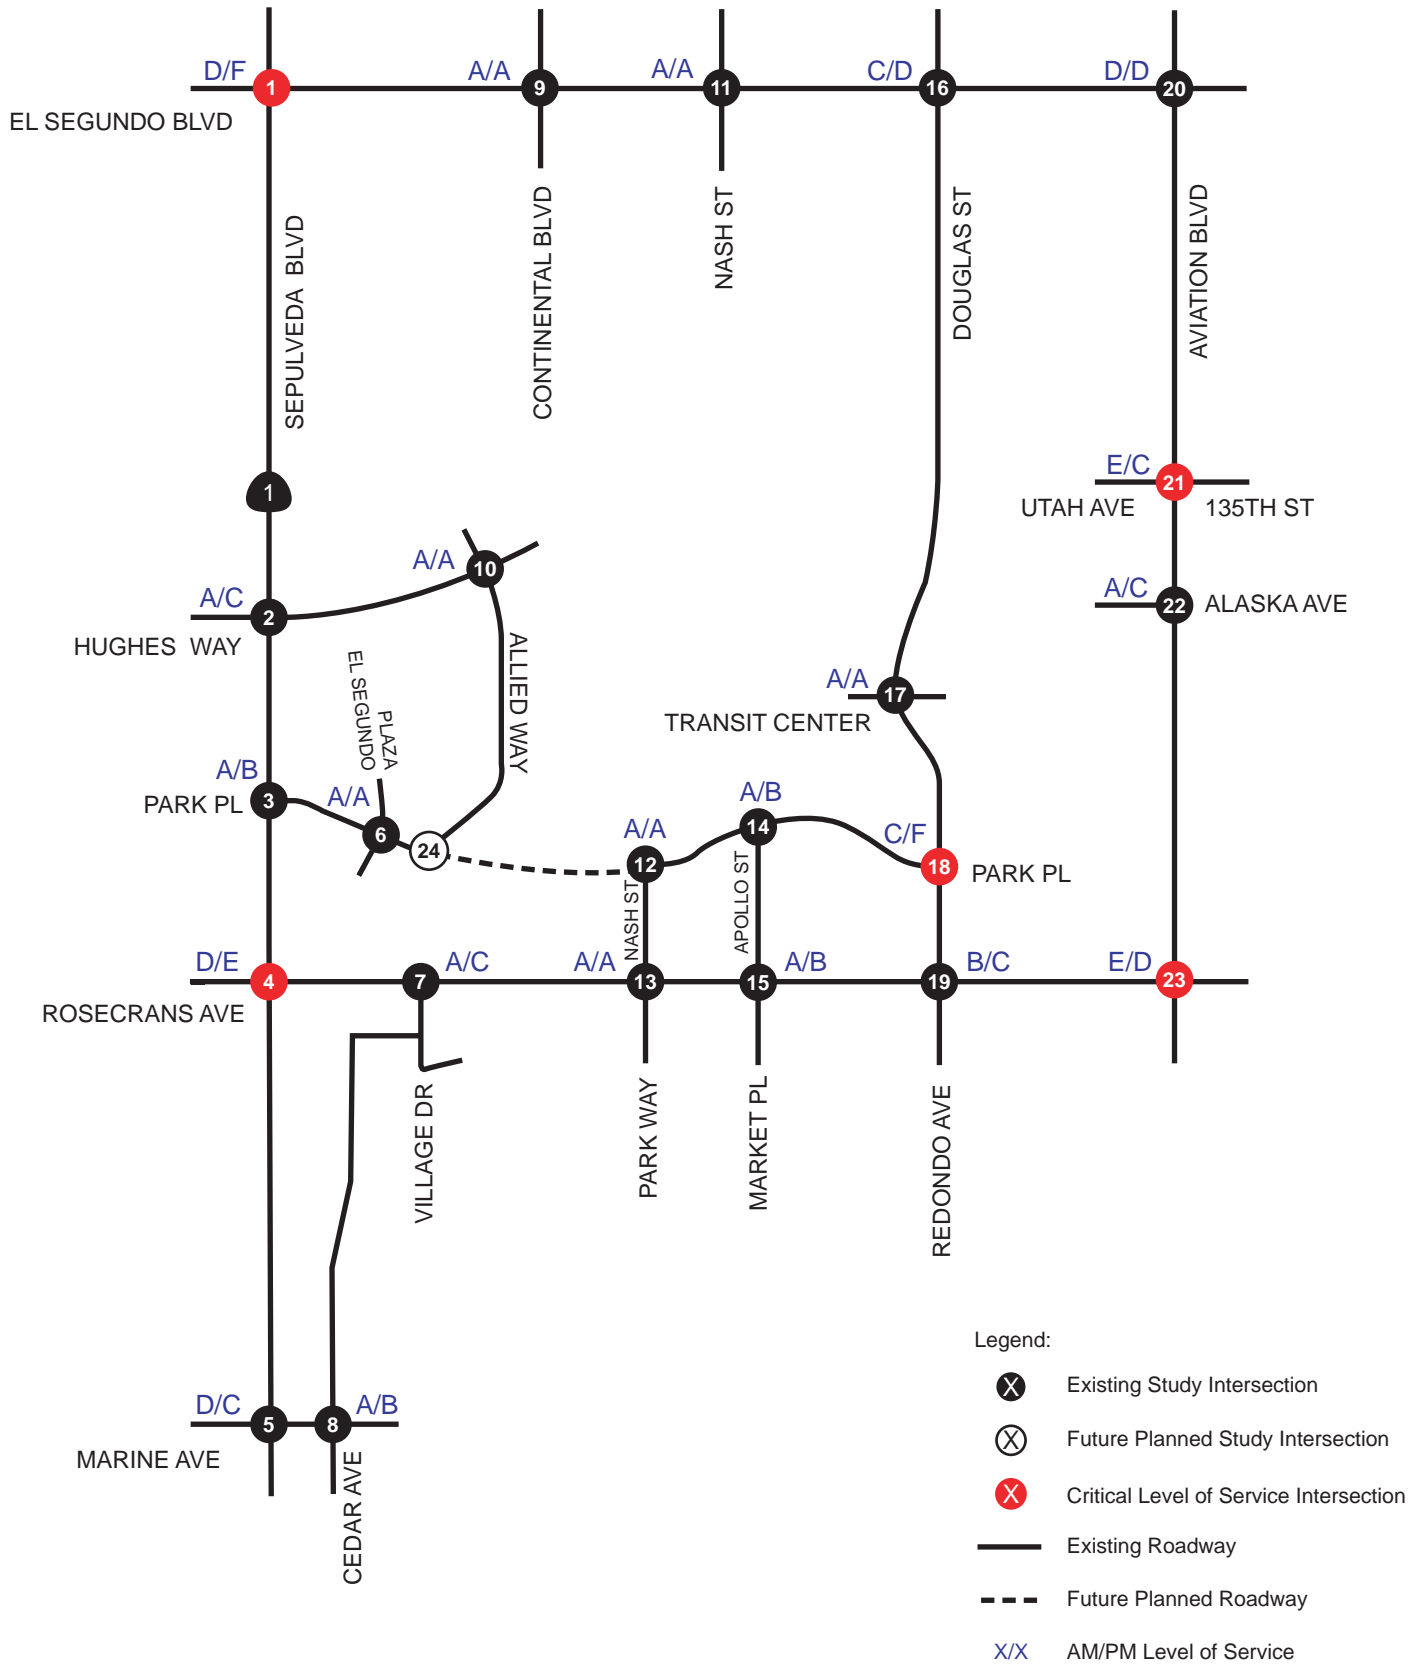 D/F
A/A
A/A
C/D
D/D
1
9
11
16
20
EL SEGUNDO BLVD
SEPULVEDA BLVD
CONTINENTAL BLVD
NASH ST
DOUGLAS ST
AVIATION BLVD
1
E/C
21
UTAH AVE
135TH ST
A/A
10
A/C
2
HUGHES WAY
A/C
22
ALASKA AVE
EL SEGUNDO
PLAZA
ALLIED WAY
A/A
17
TRANSIT CENTER
A/B
3
PARK PL
A/A
6
24
A/A
12
A/B
14
C/F
18
PARK PL
NASH ST
APOLLO ST
D/E
4
ROSECRANS AVE
7
A/C
A/A
13
15
A/B
19
B/C
E/D
23
VILLAGE DR
PARK WAY
MARKET PL
REDONDO AVE
D/C
5
8
A/B
MARINE AVE
CEDAR AVE
Legend:
X Existing Study Intersection
X Future Planned Study Intersection
X Critical Level of Service Intersection
Existing Roadway
Future Planned Roadway
X/X AM/PM Level of Service